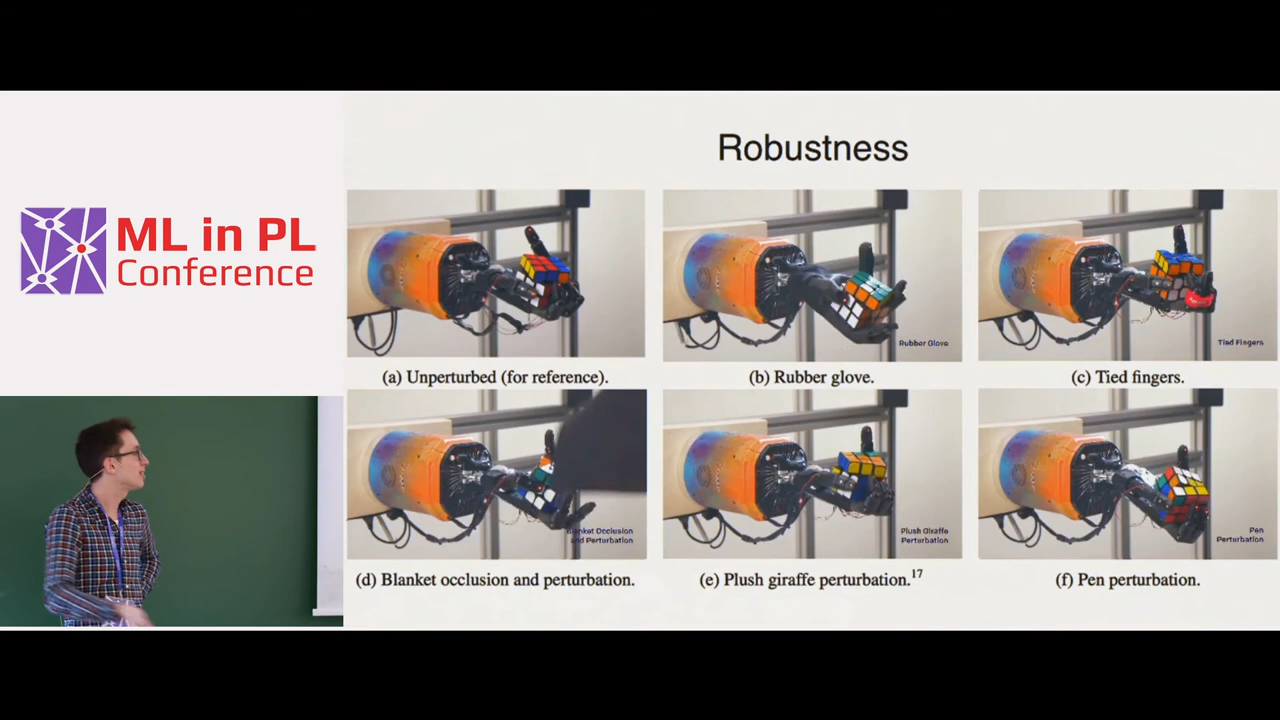 ML in PL
Conference
Robustness
Rubber Glove
Tied Fingers
(a) Unperturbed (for reference).
(b) Rubber glove.
(c) Tied fingers.
Blanket Occlusion
and Perturbation
Plush Giraffe
Perturbation
Pen
Perturbation
(d) Blanket occlusion and perturbation.
(e) Plush giraffe perturbation.17
(f) Pen perturbation.